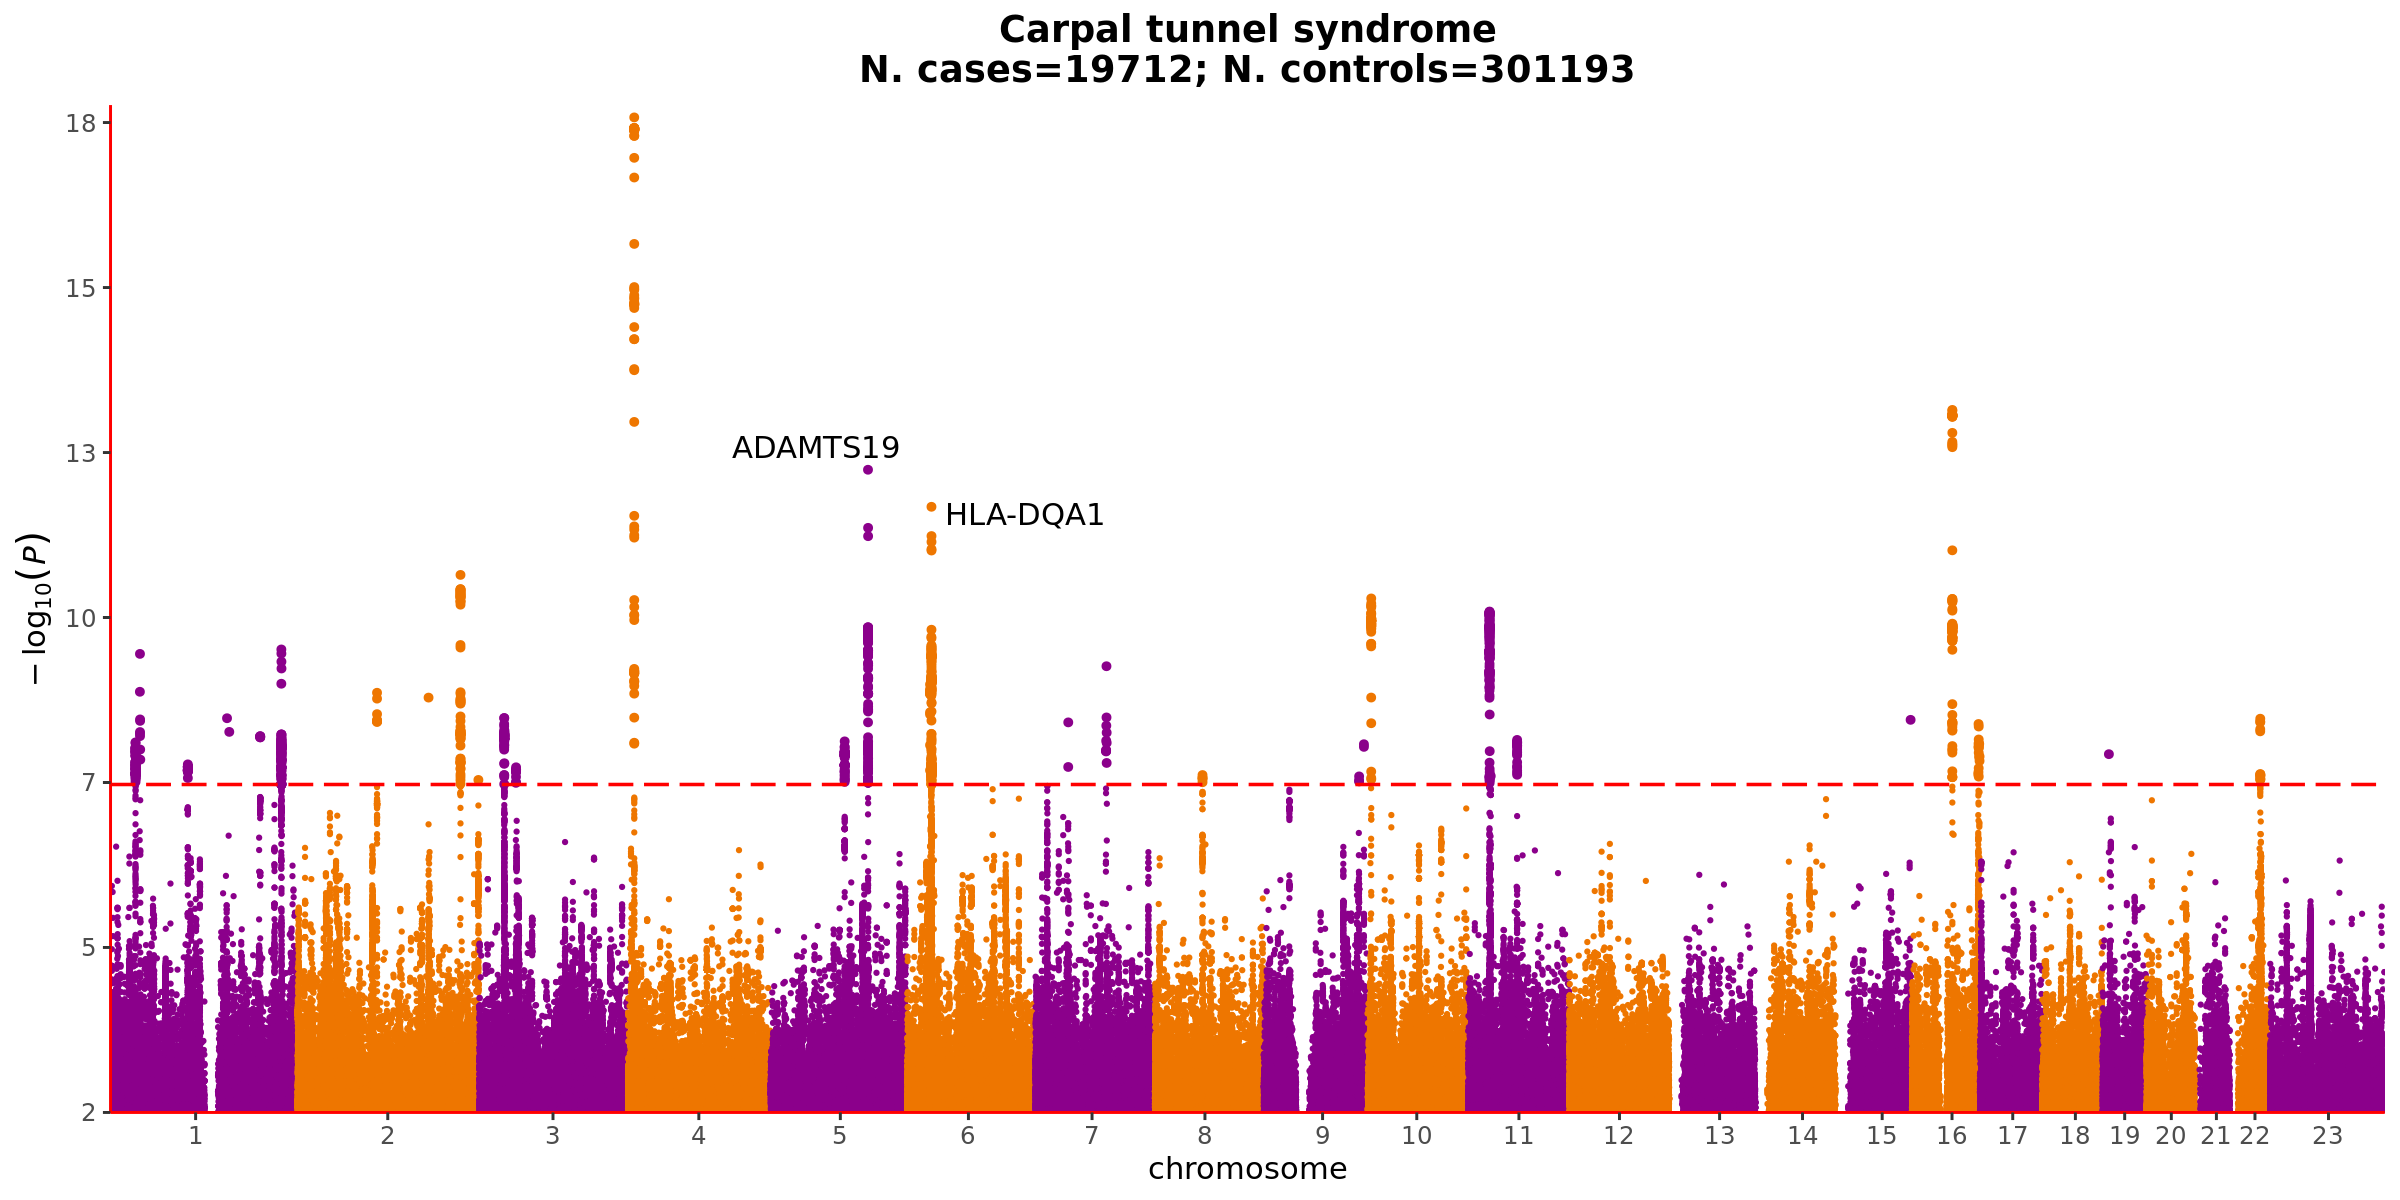 Carpal tunnel syndrome
N. cases=19712; N. controls=301193
18
15
13
10
7
5
2
−log₁₀(P)
ADAMTS19
HLA-DQA1
1 2 3 4 5 6 7 8 9 10 11 12 13 14 15 16 17 18 19 20 21 22 23
chromosome